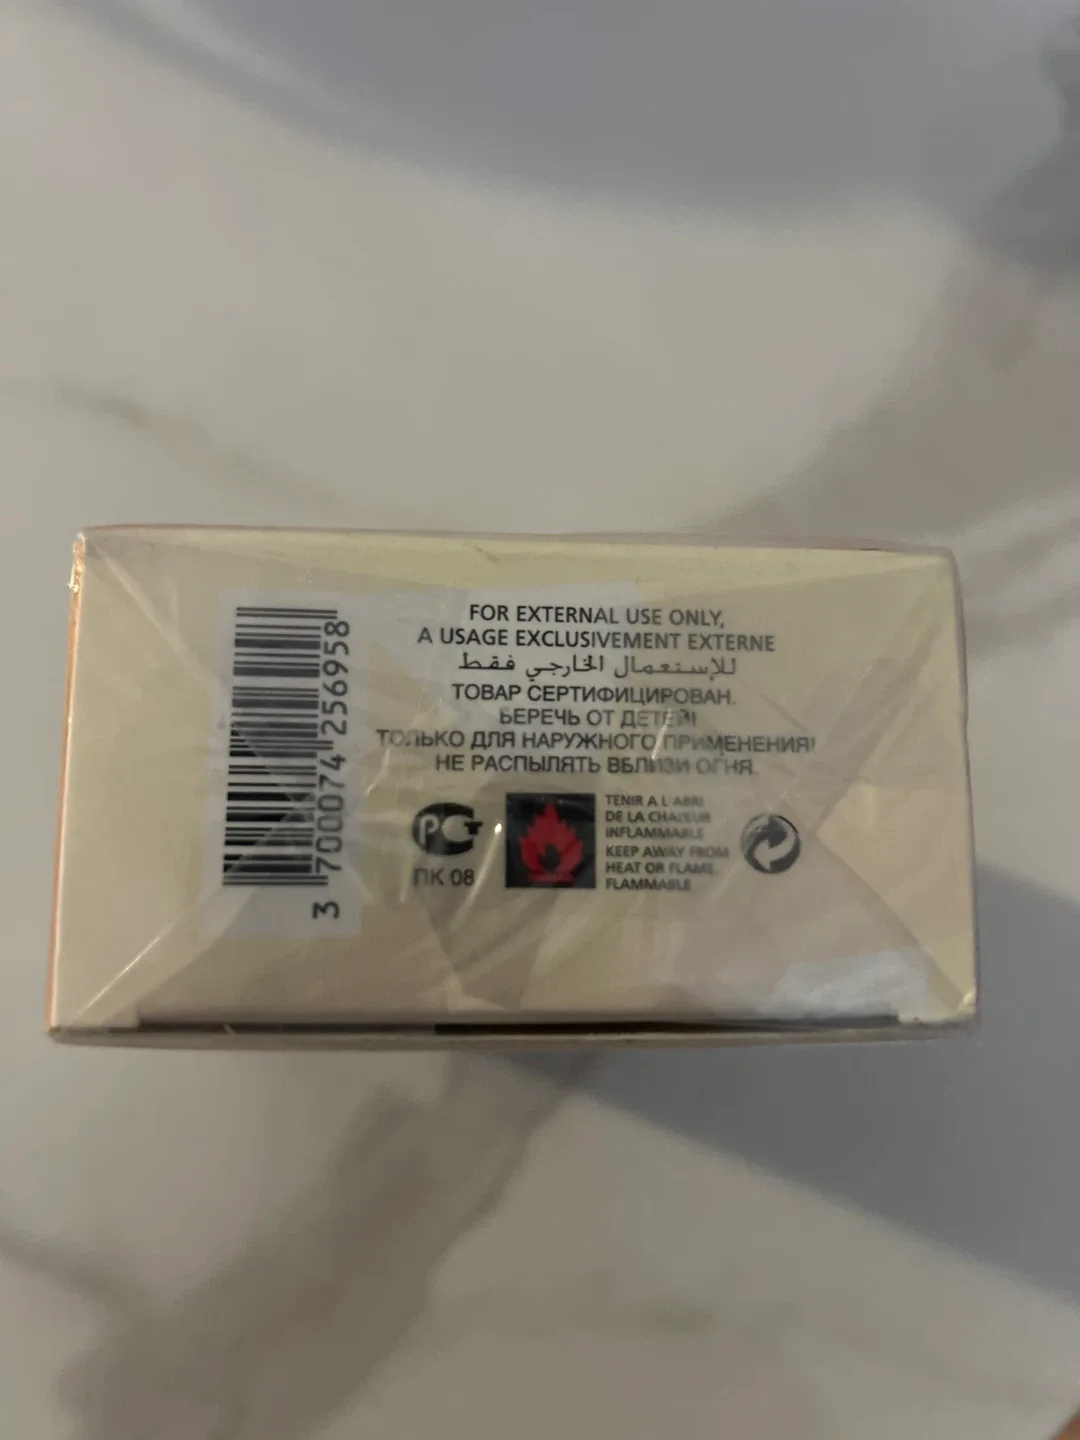 FOR EXTERNAL USE ONLY,
A USAGE EXCLUSIVEMENT EXTERNE
للإستعمال الخارجي فقط
ТОВАР СЕРТИФИЦИРОВАН.
БЕРЕЧЬ ОТ ДЕТЕЙ!
ТОЛЬКО ДЛЯ НАРУЖНОГО ПРИМЕНЕНИЯ!
НЕ РАСПЫЛЯТЬ ВБЛИЗИ ОГНЯ.
3 700074 256958
РСТ
ПК 08
TENIR A L'ABRI
DE LA CHALEUR
INFLAMMABLE
KEEP AWAY FROM
HEAT OR FLAME.
FLAMMABLE